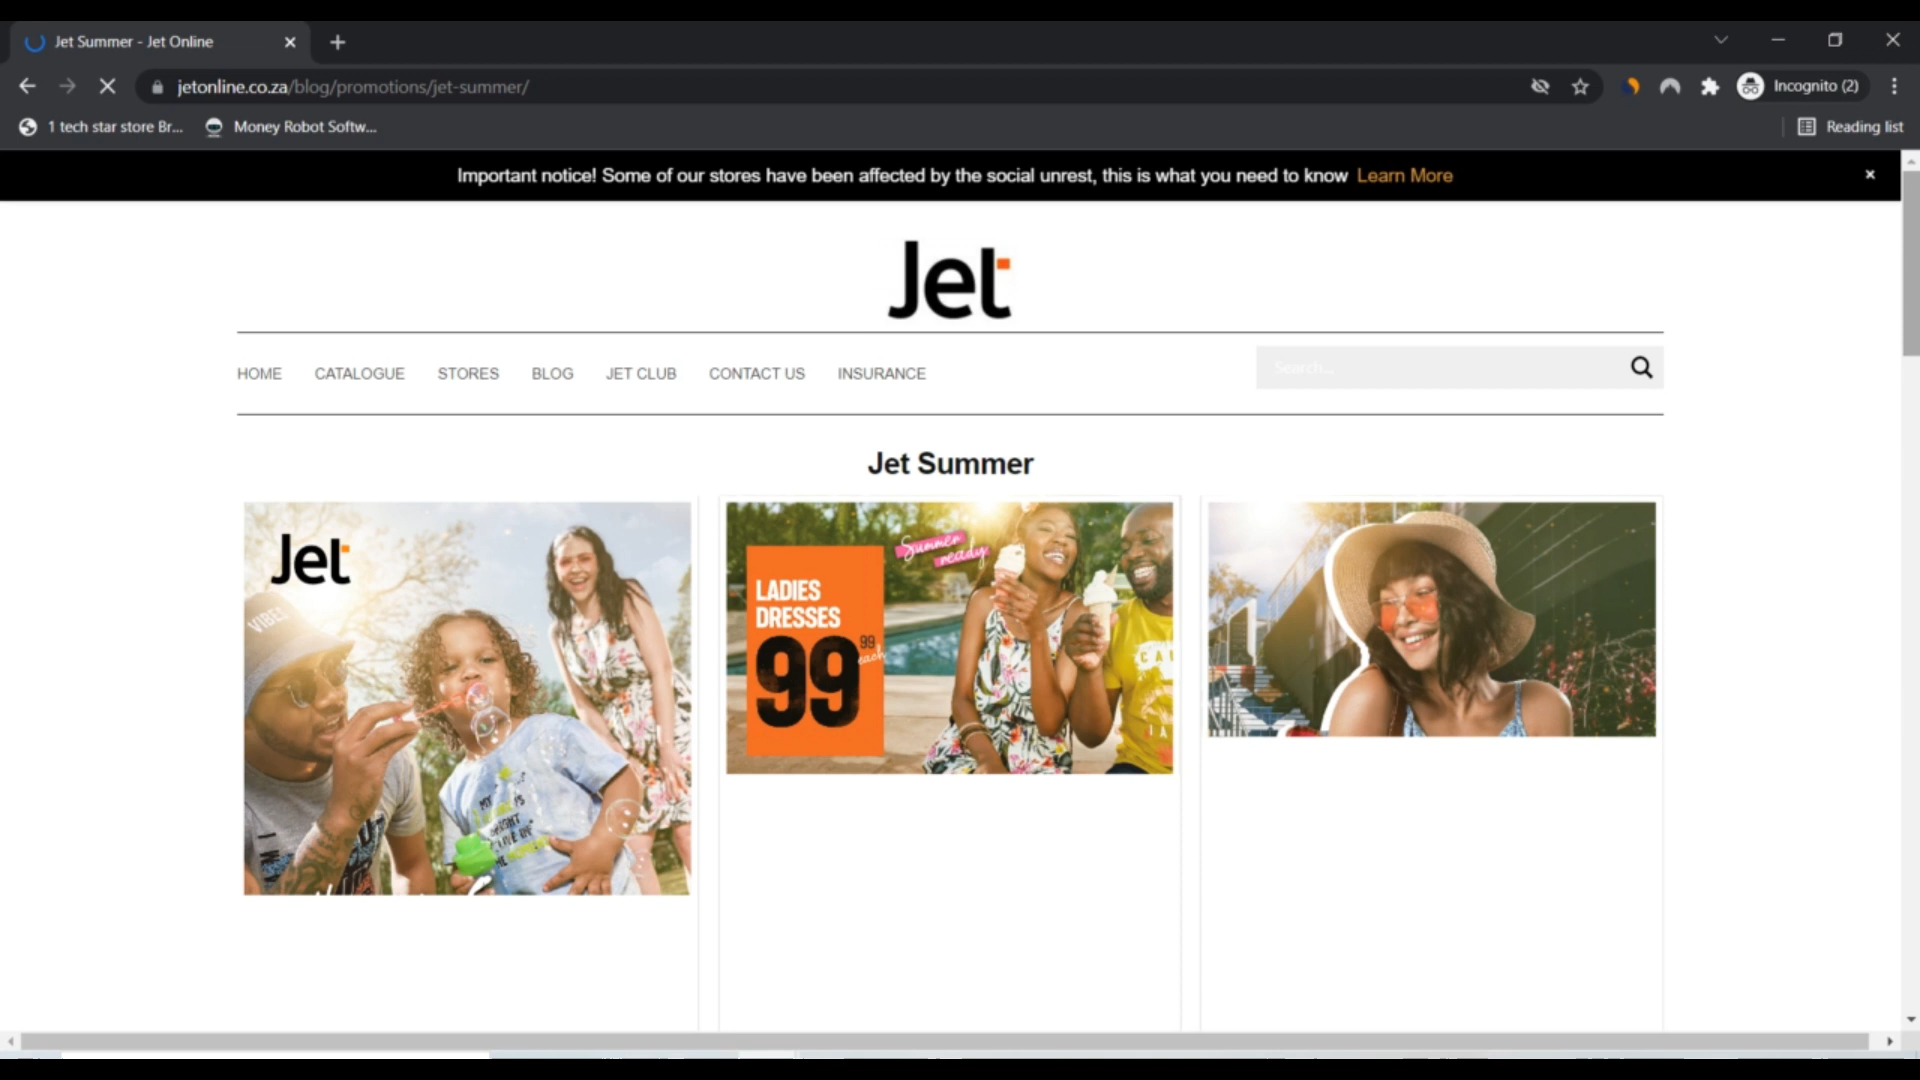 Jet Summer - Jet Online
jetonline.co.za/blog/promotions/jet-summer/
Incognito (2)
1 tech star store Br...
Money Robot Softw...
Reading list
Important notice! Some of our stores have been affected by the social unrest, this is what you need to know Learn More
Jet
HOME CATALOGUE STORES BLOG JET CLUB CONTACT US INSURANCE
Search...
Jet Summer
Jet
VIBES
Summer
ready
LADIES
DRESSES
99 99
each